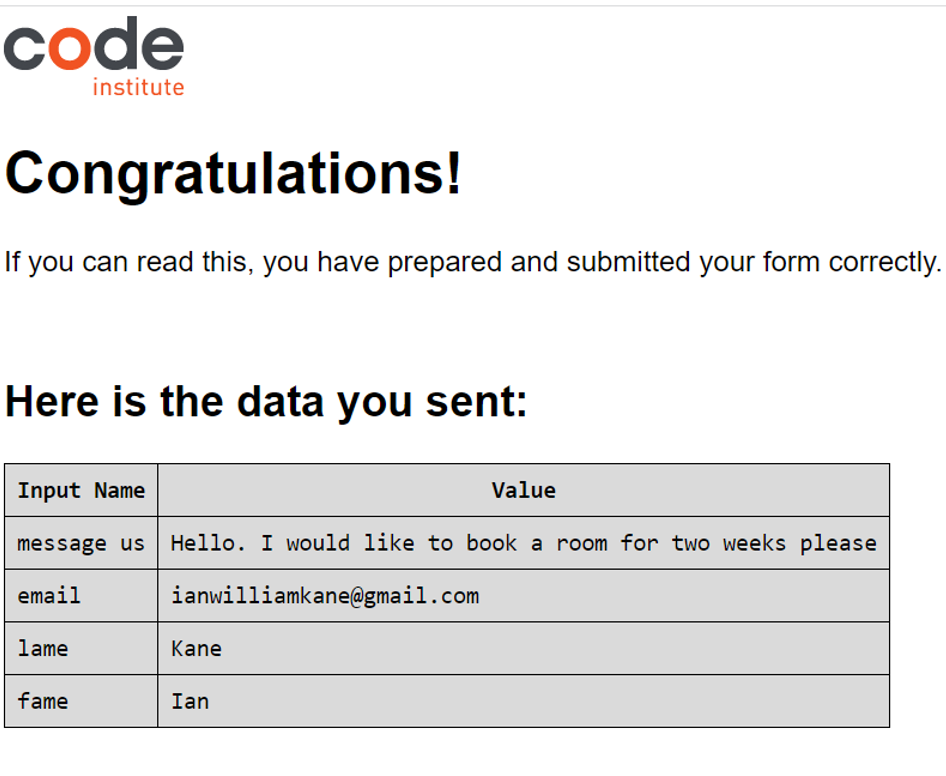 code
institute
Congratulations!
If you can read this, you have prepared and submitted your form correctly.
Here is the data you sent:
Input Name Value
message us Hello. I would like to book a room for two weeks please
email ianwilliamkane@gmail.com
lame Kane
fame Ian